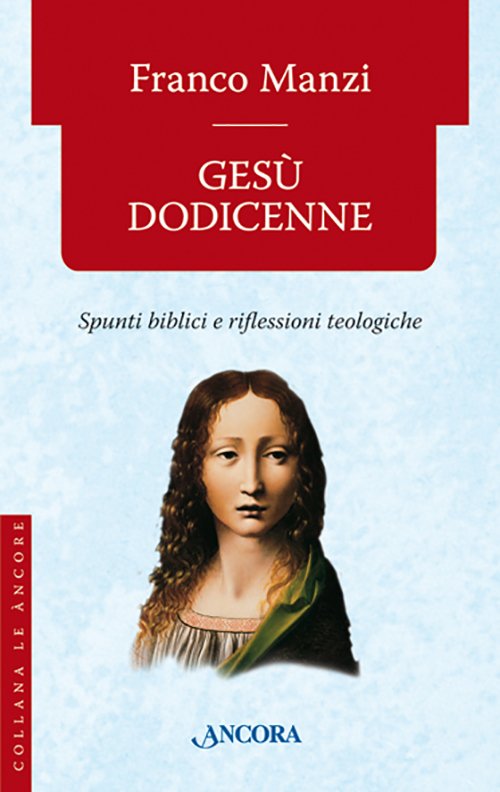 Franco Manzi
GESÙ
DODICENNE
Spunti biblici e riflessioni teologiche
COLLANA LE ÀNCORE
ANCORA